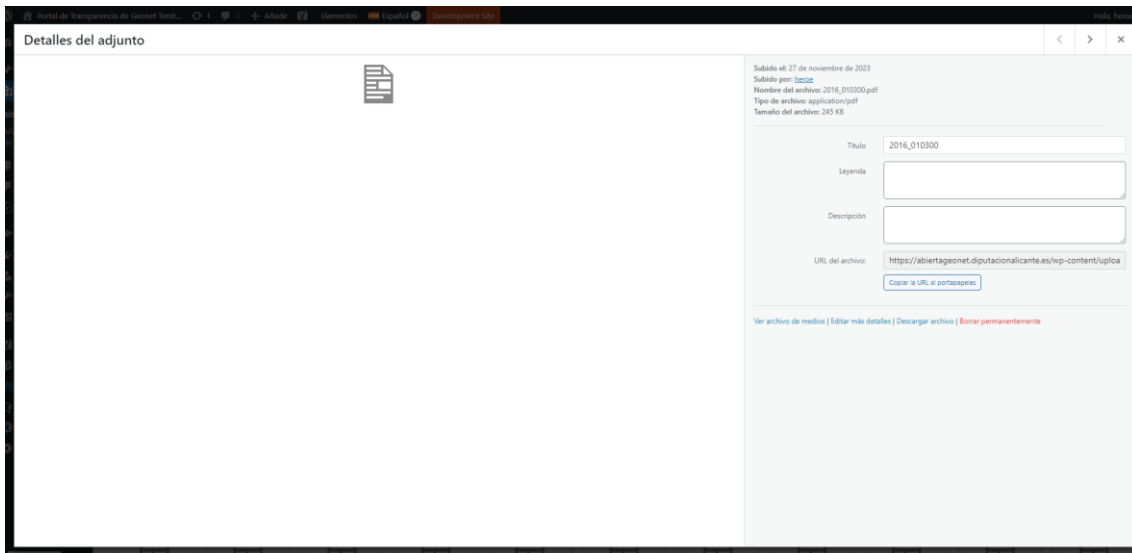 Portal de Transparencia de Geonet Territ... 1 0 Añadir Elementos Español Development Site Hola, heroe
Detalles del adjunto
Subido el: 27 de noviembre de 2023
Subido por: heroe
Nombre del archivo: 2016_010300.pdf
Tipo de archivo: application/pdf
Tamaño del archivo: 245 KB
Título 2016_010300
Leyenda
Descripción
URL del archivo: https://abiertageonet.diputacionalicante.es/wp-content/uploa
Copiar la URL al portapapeles
Ver archivo de medios | Editar más detalles | Descargar archivo | Borrar permanentemente